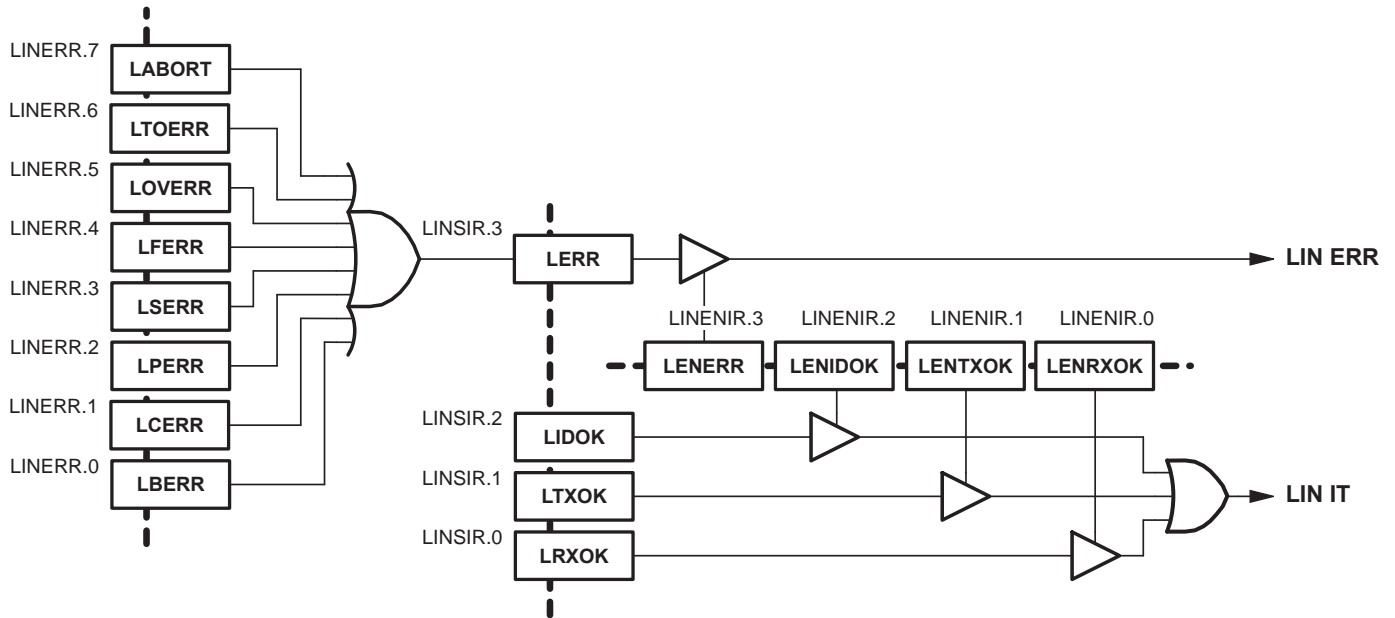 LINERR.7
LABORT
LINERR.6
LTOERR
LINERR.5
LOVERR
LINERR.4
LFERR
LINERR.3
LSERR
LINERR.2
LPERR
LINERR.1
LCERR
LINERR.0
LBERR
LINSIR.3
LERR
LIN ERR
LINENIR.3 LINENIR.2 LINENIR.1 LINENIR.0
LENERR LENIDOK LENTXOK LENRXOK
LINSIR.2
LIDOK
LINSIR.1
LTXOK
LIN IT
LINSIR.0
LRXOK